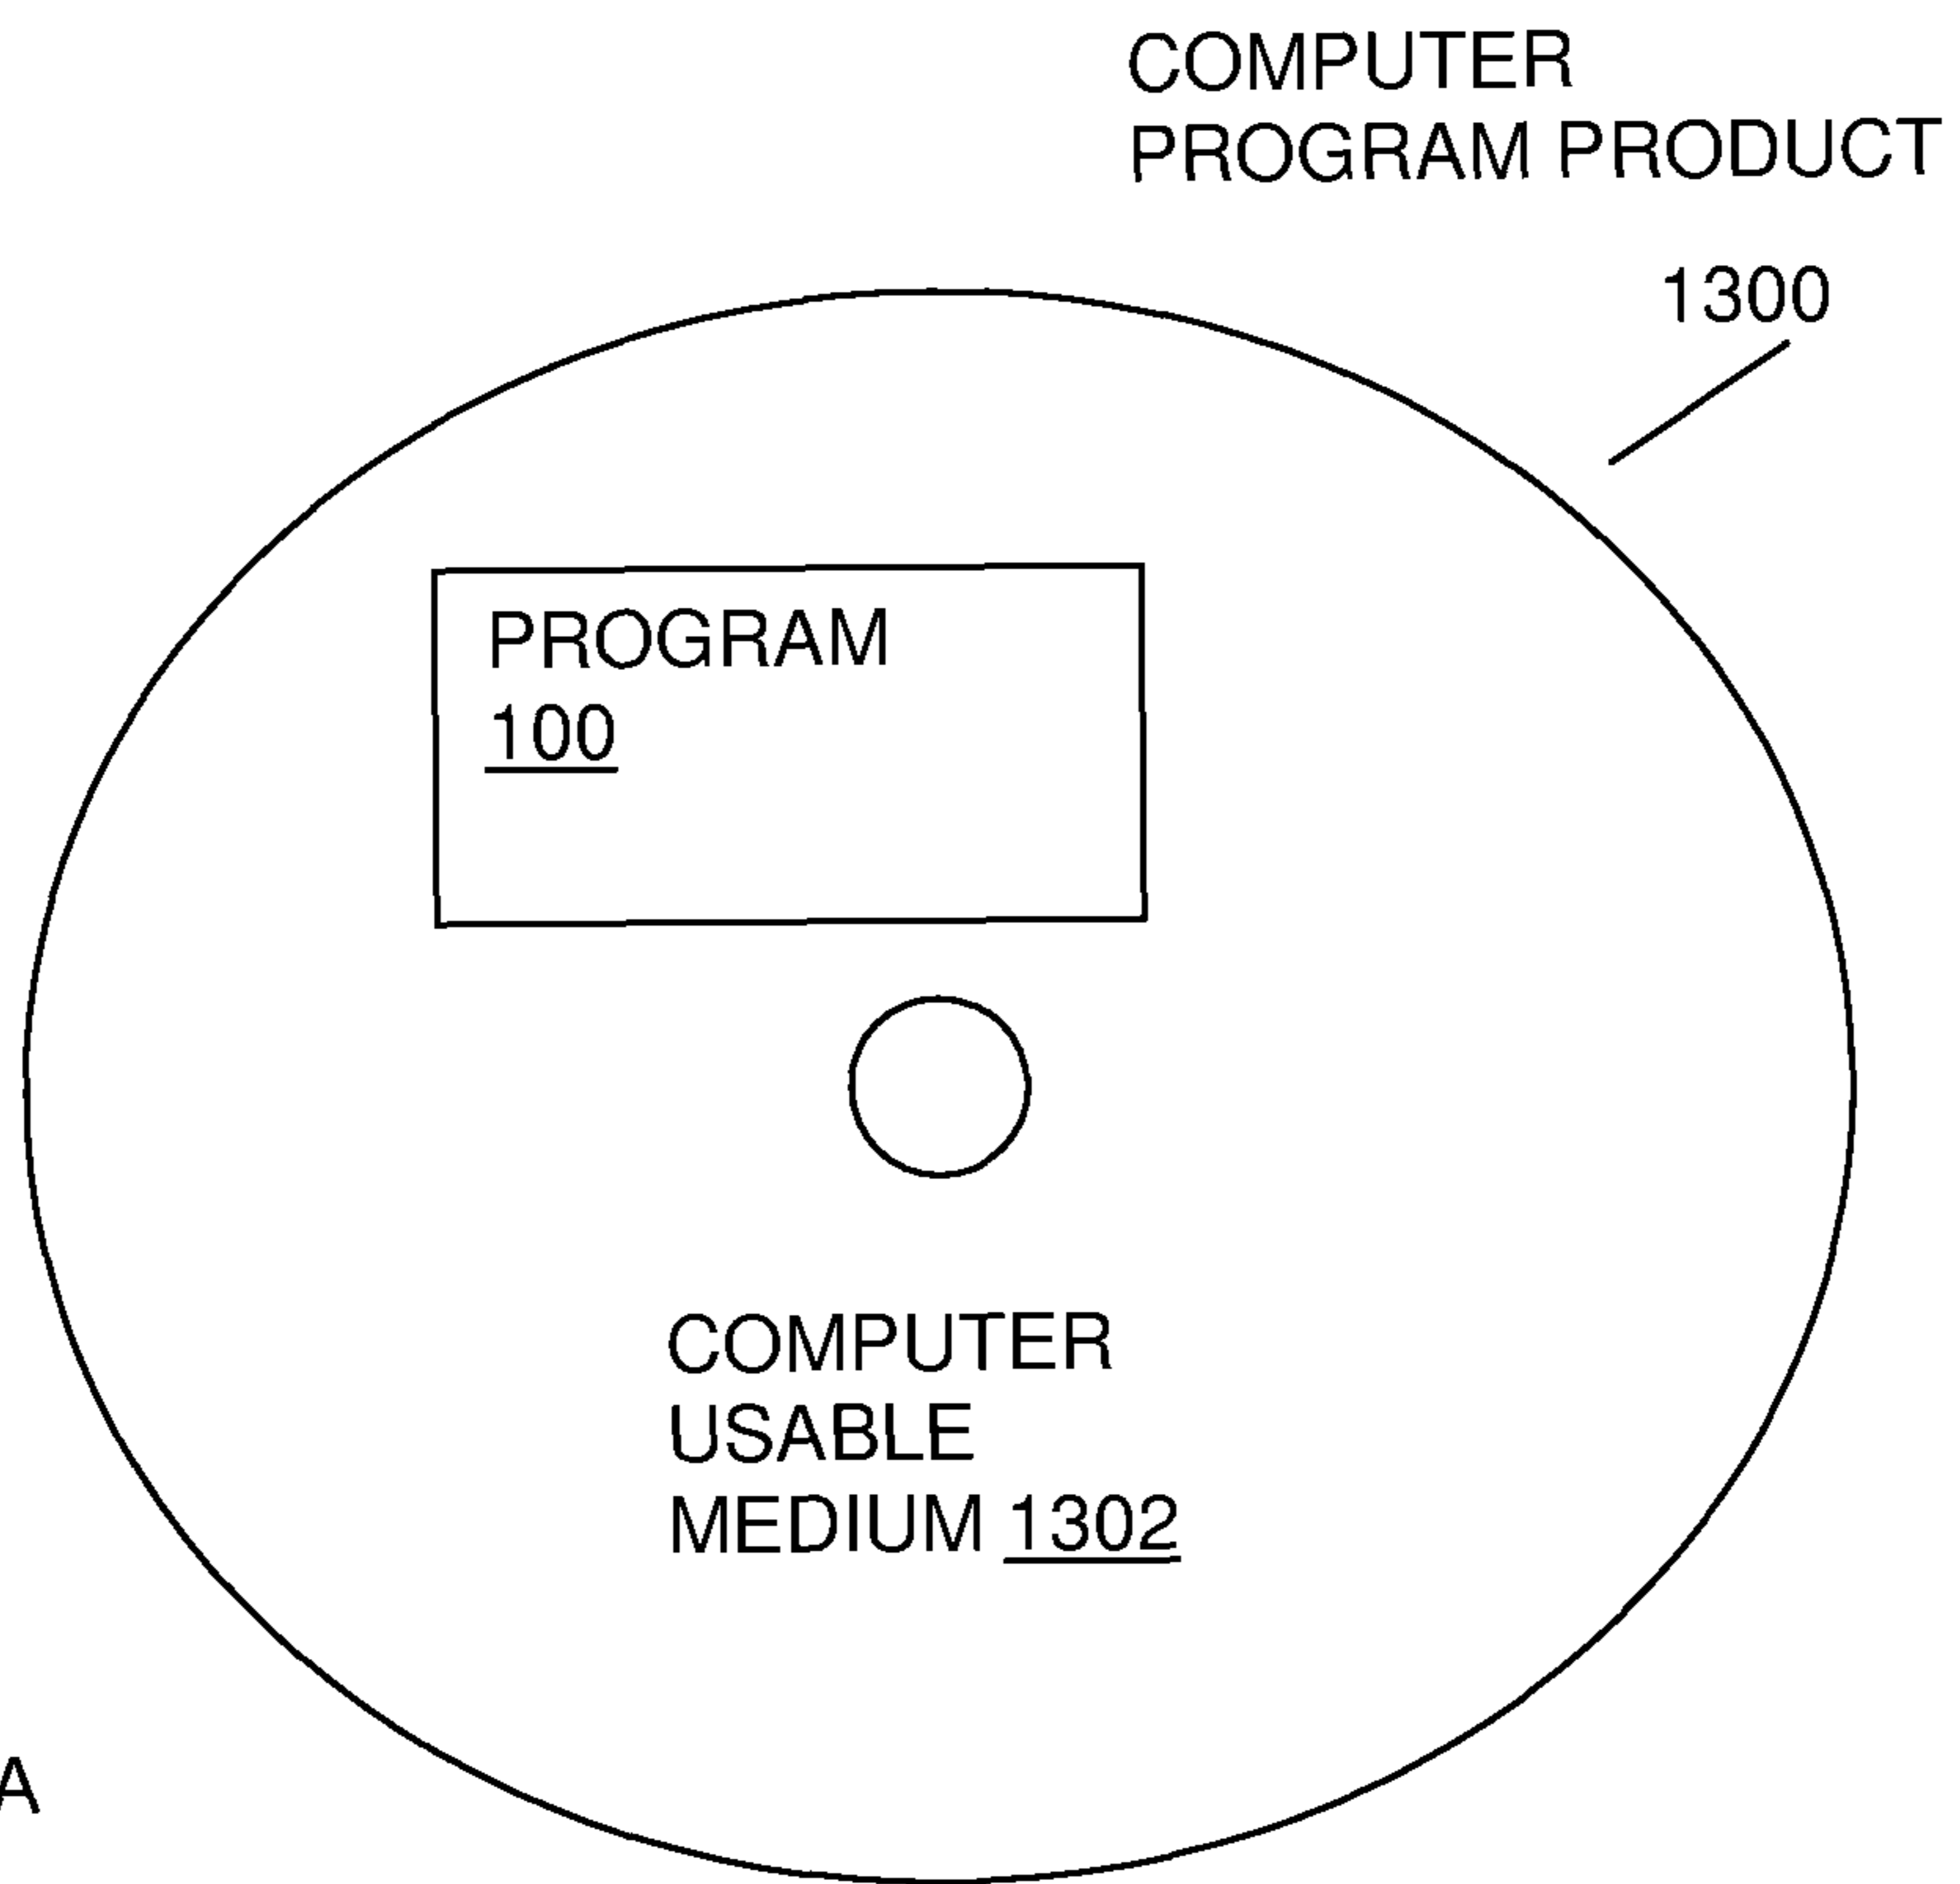 COMPUTER
PROGRAM PRODUCT
1300
PROGRAM
100
COMPUTER
USABLE
MEDIUM 1302
A